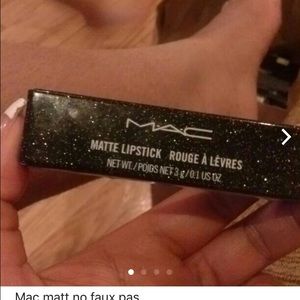 MAC
MATTE LIPSTICK ROUGE À LÈVRES
NET WT./POIDS NET 3 g/0.1 US OZ
Mac matt no faux pas